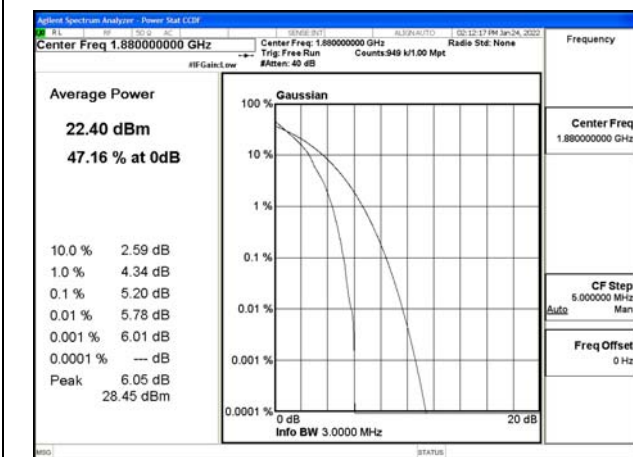 Agilent Spectrum Analyzer - Power Stat CCDF
RL RF 50 Ω AC SENSE:INT ALIGN AUTO 02:12:17 PM Jan 24, 2022
Center Freq 1.880000000 GHz
Center Freq: 1.880000000 GHz Radio Std: None
Trig: Free Run Counts:949 k/1.00 Mpt
#IFGain:Low #Atten: 40 dB
Frequency
Average Power
22.40 dBm
47.16 % at 0dB
10.0 % 2.59 dB
1.0 % 4.34 dB
0.1 % 5.20 dB
0.01 % 5.78 dB
0.001 % 6.01 dB
0.0001 % --- dB
Peak 6.05 dB
28.45 dBm
Gaussian
100 %
10 %
1 %
0.1 %
0.01 %
0.001 %
0.0001 %
0 dB 20 dB
Info BW 3.0000 MHz
Center Freq
1.880000000 GHz
CF Step
5.000000 MHz
Auto Man
Freq Offset
0 Hz
MSG STATUS